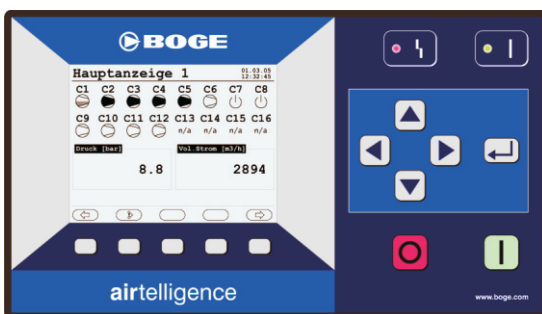 BOGE
Hauptanzeige 1
01.03.05
12:32:45
C1 C2 C3 C4 C5 C6 C7 C8
C9 C10 C11 C12 C13 C14 C15 C16
n/a n/a n/a n/a
Druck [bar] Vol.Strom [m3/h]
8.8 2894
airtelligence
www.boge.com